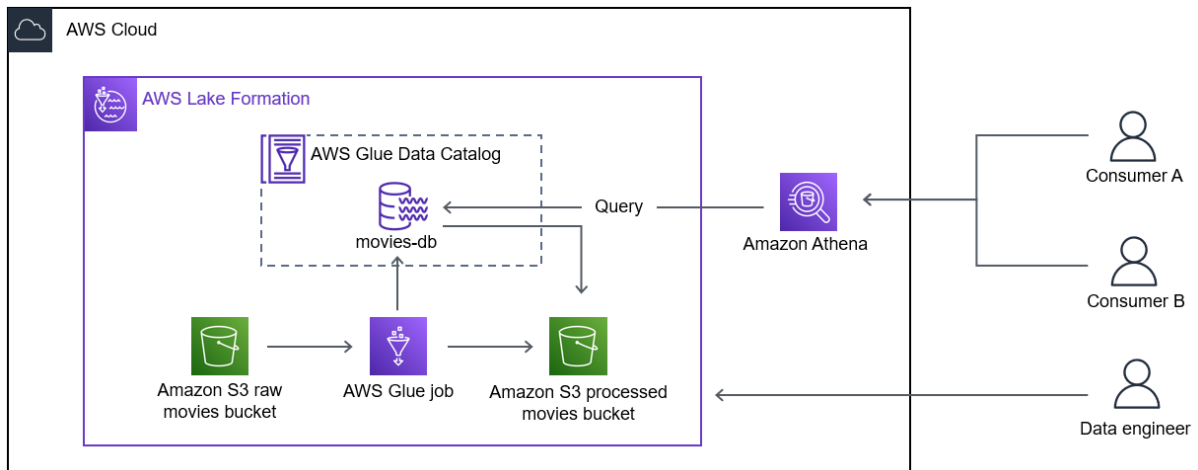 AWS Cloud
AWS Lake Formation
AWS Glue Data Catalog
movies-db
Query
Amazon Athena
Consumer A
Consumer B
Amazon S3 raw
movies bucket
AWS Glue job
Amazon S3 processed
movies bucket
Data engineer